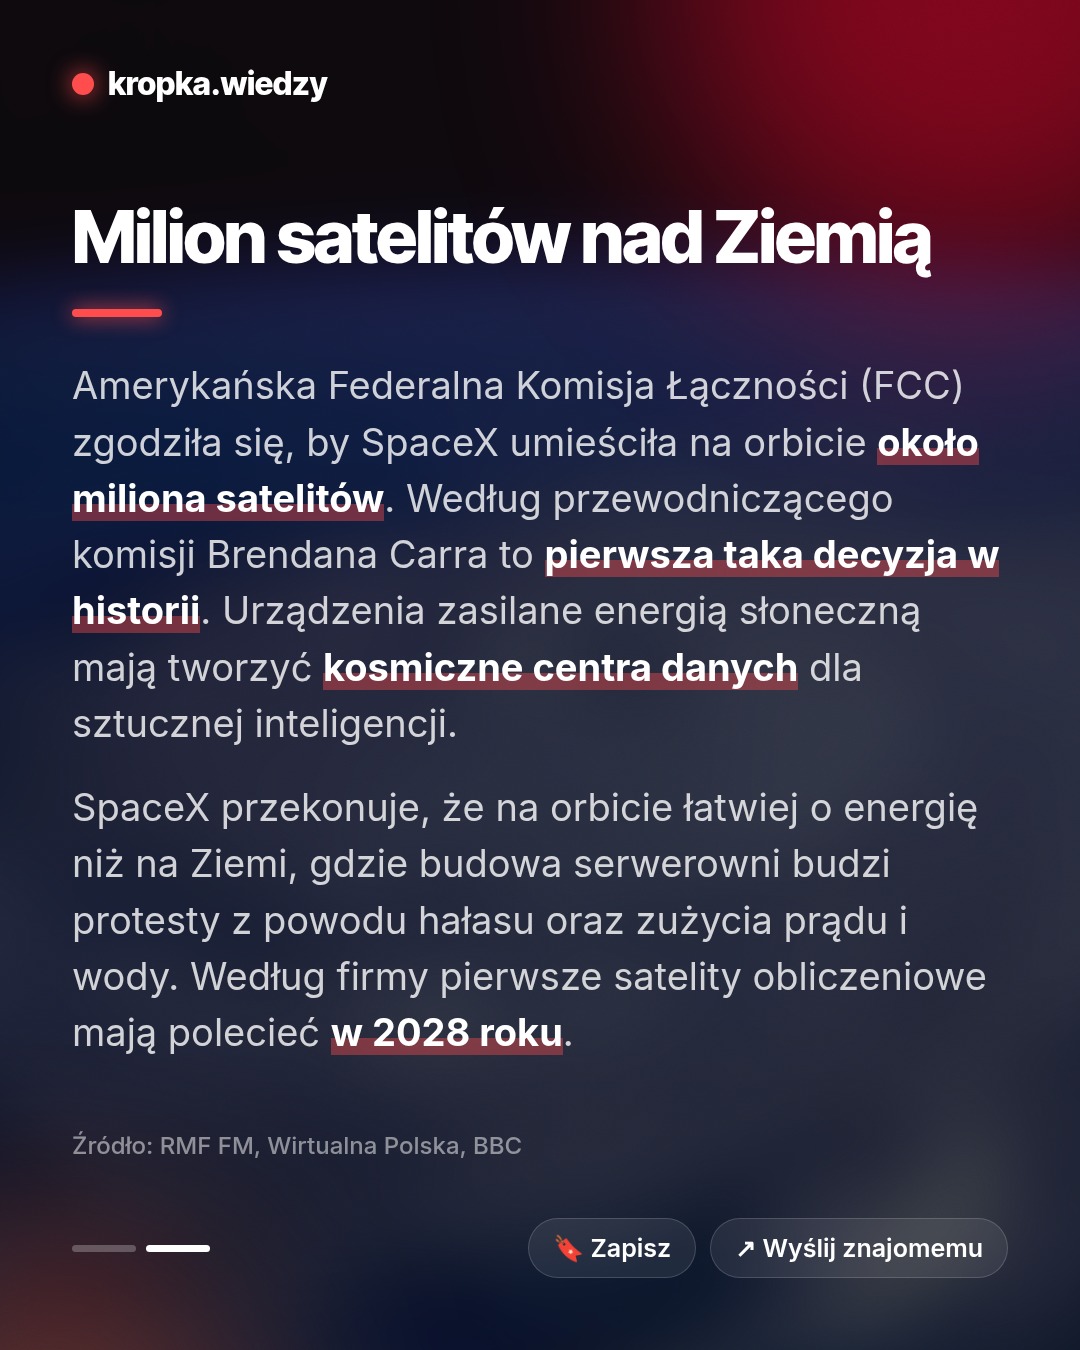 kropka.wiedzy
Milion satelitów nad Ziemią
Amerykańska Federalna Komisja Łączności (FCC)
zgodziła się, by SpaceX umieściła na orbicie około
miliona satelitów. Według przewodniczącego
komisji Brendana Carra to pierwsza taka decyzja w
historii. Urządzenia zasilane energią słoneczną
mają tworzyć kosmiczne centra danych dla
sztucznej inteligencji.
SpaceX przekonuje, że na orbicie łatwiej o energię
niż na Ziemi, gdzie budowa serwerowni budzi
protesty z powodu hałasu oraz zużycia prądu i
wody. Według firmy pierwsze satelity obliczeniowe
mają polecieć w 2028 roku.
Źródło: RMF FM, Wirtualna Polska, BBC
🔖 Zapisz ↗ Wyślij znajomemu